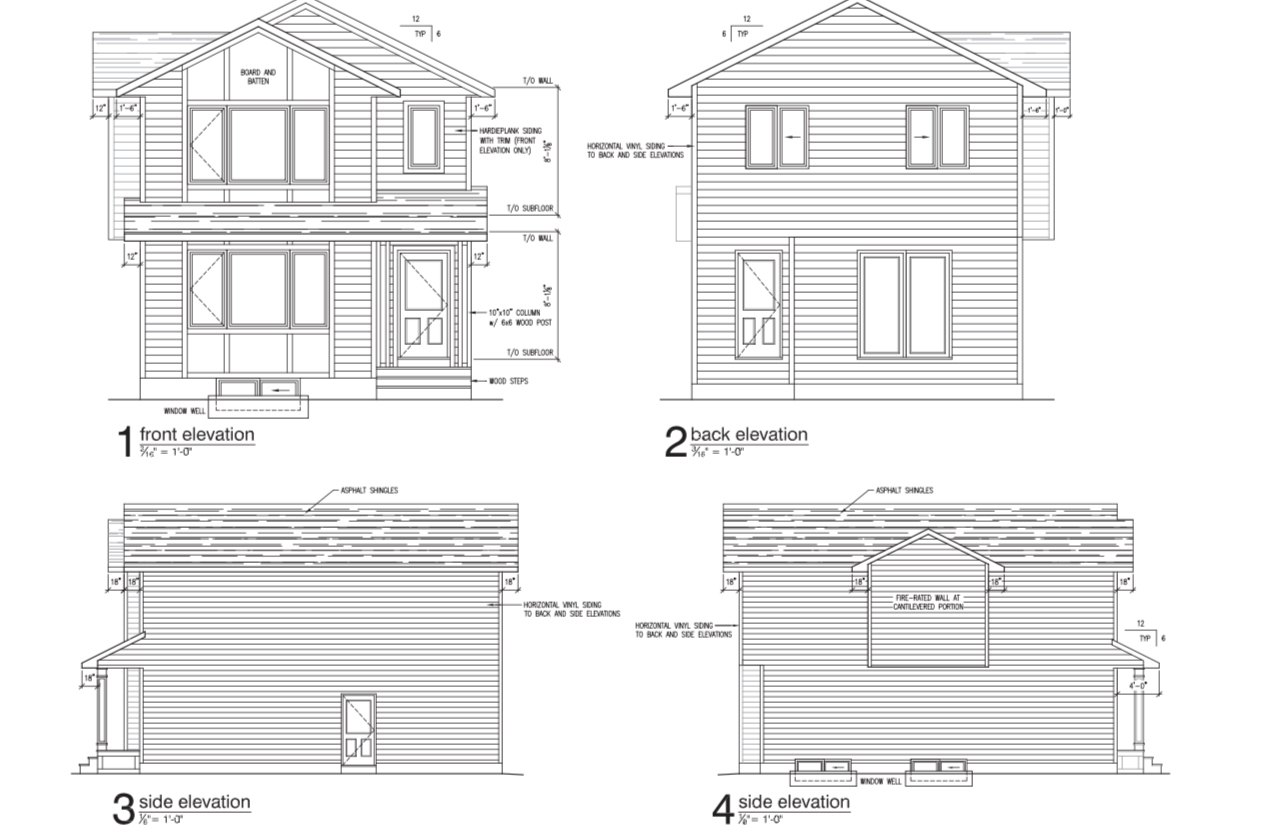 12
TYP 6
BOARD AND
BATTEN
T/O WALL
12" 1'-6" 1'-6"
HARDIEPLANK SIDING
WITH TRIM (FRONT
ELEVATION ONLY)
8'-1⅛"
T/O SUBFLOOR
T/O WALL
12" 12"
8'-1⅛"
10"x10" COLUMN
w/ 6x6 WOOD POST
T/O SUBFLOOR
WOOD STEPS
WINDOW WELL
1 front elevation
3/16" = 1'-0"
12
6 TYP
1'-6" 1'-6" 1'-0"
HORIZONTAL VINYL SIDING
TO BACK AND SIDE ELEVATIONS
2 back elevation
3/16" = 1'-0"
ASPHALT SHINGLES
18" 18" 18"
HORIZONTAL VINYL SIDING
TO BACK AND SIDE ELEVATIONS
18"
3 side elevation
⅛"= 1'-0"
ASPHALT SHINGLES
18" 18" 18" 18"
FIRE-RATED WALL AT
CANTILEVERED PORTION
HORIZONTAL VINYL SIDING
TO BACK AND SIDE ELEVATIONS
12
TYP 6
4'-0"
WINDOW WELL
4 side elevation
⅛"= 1'-0"